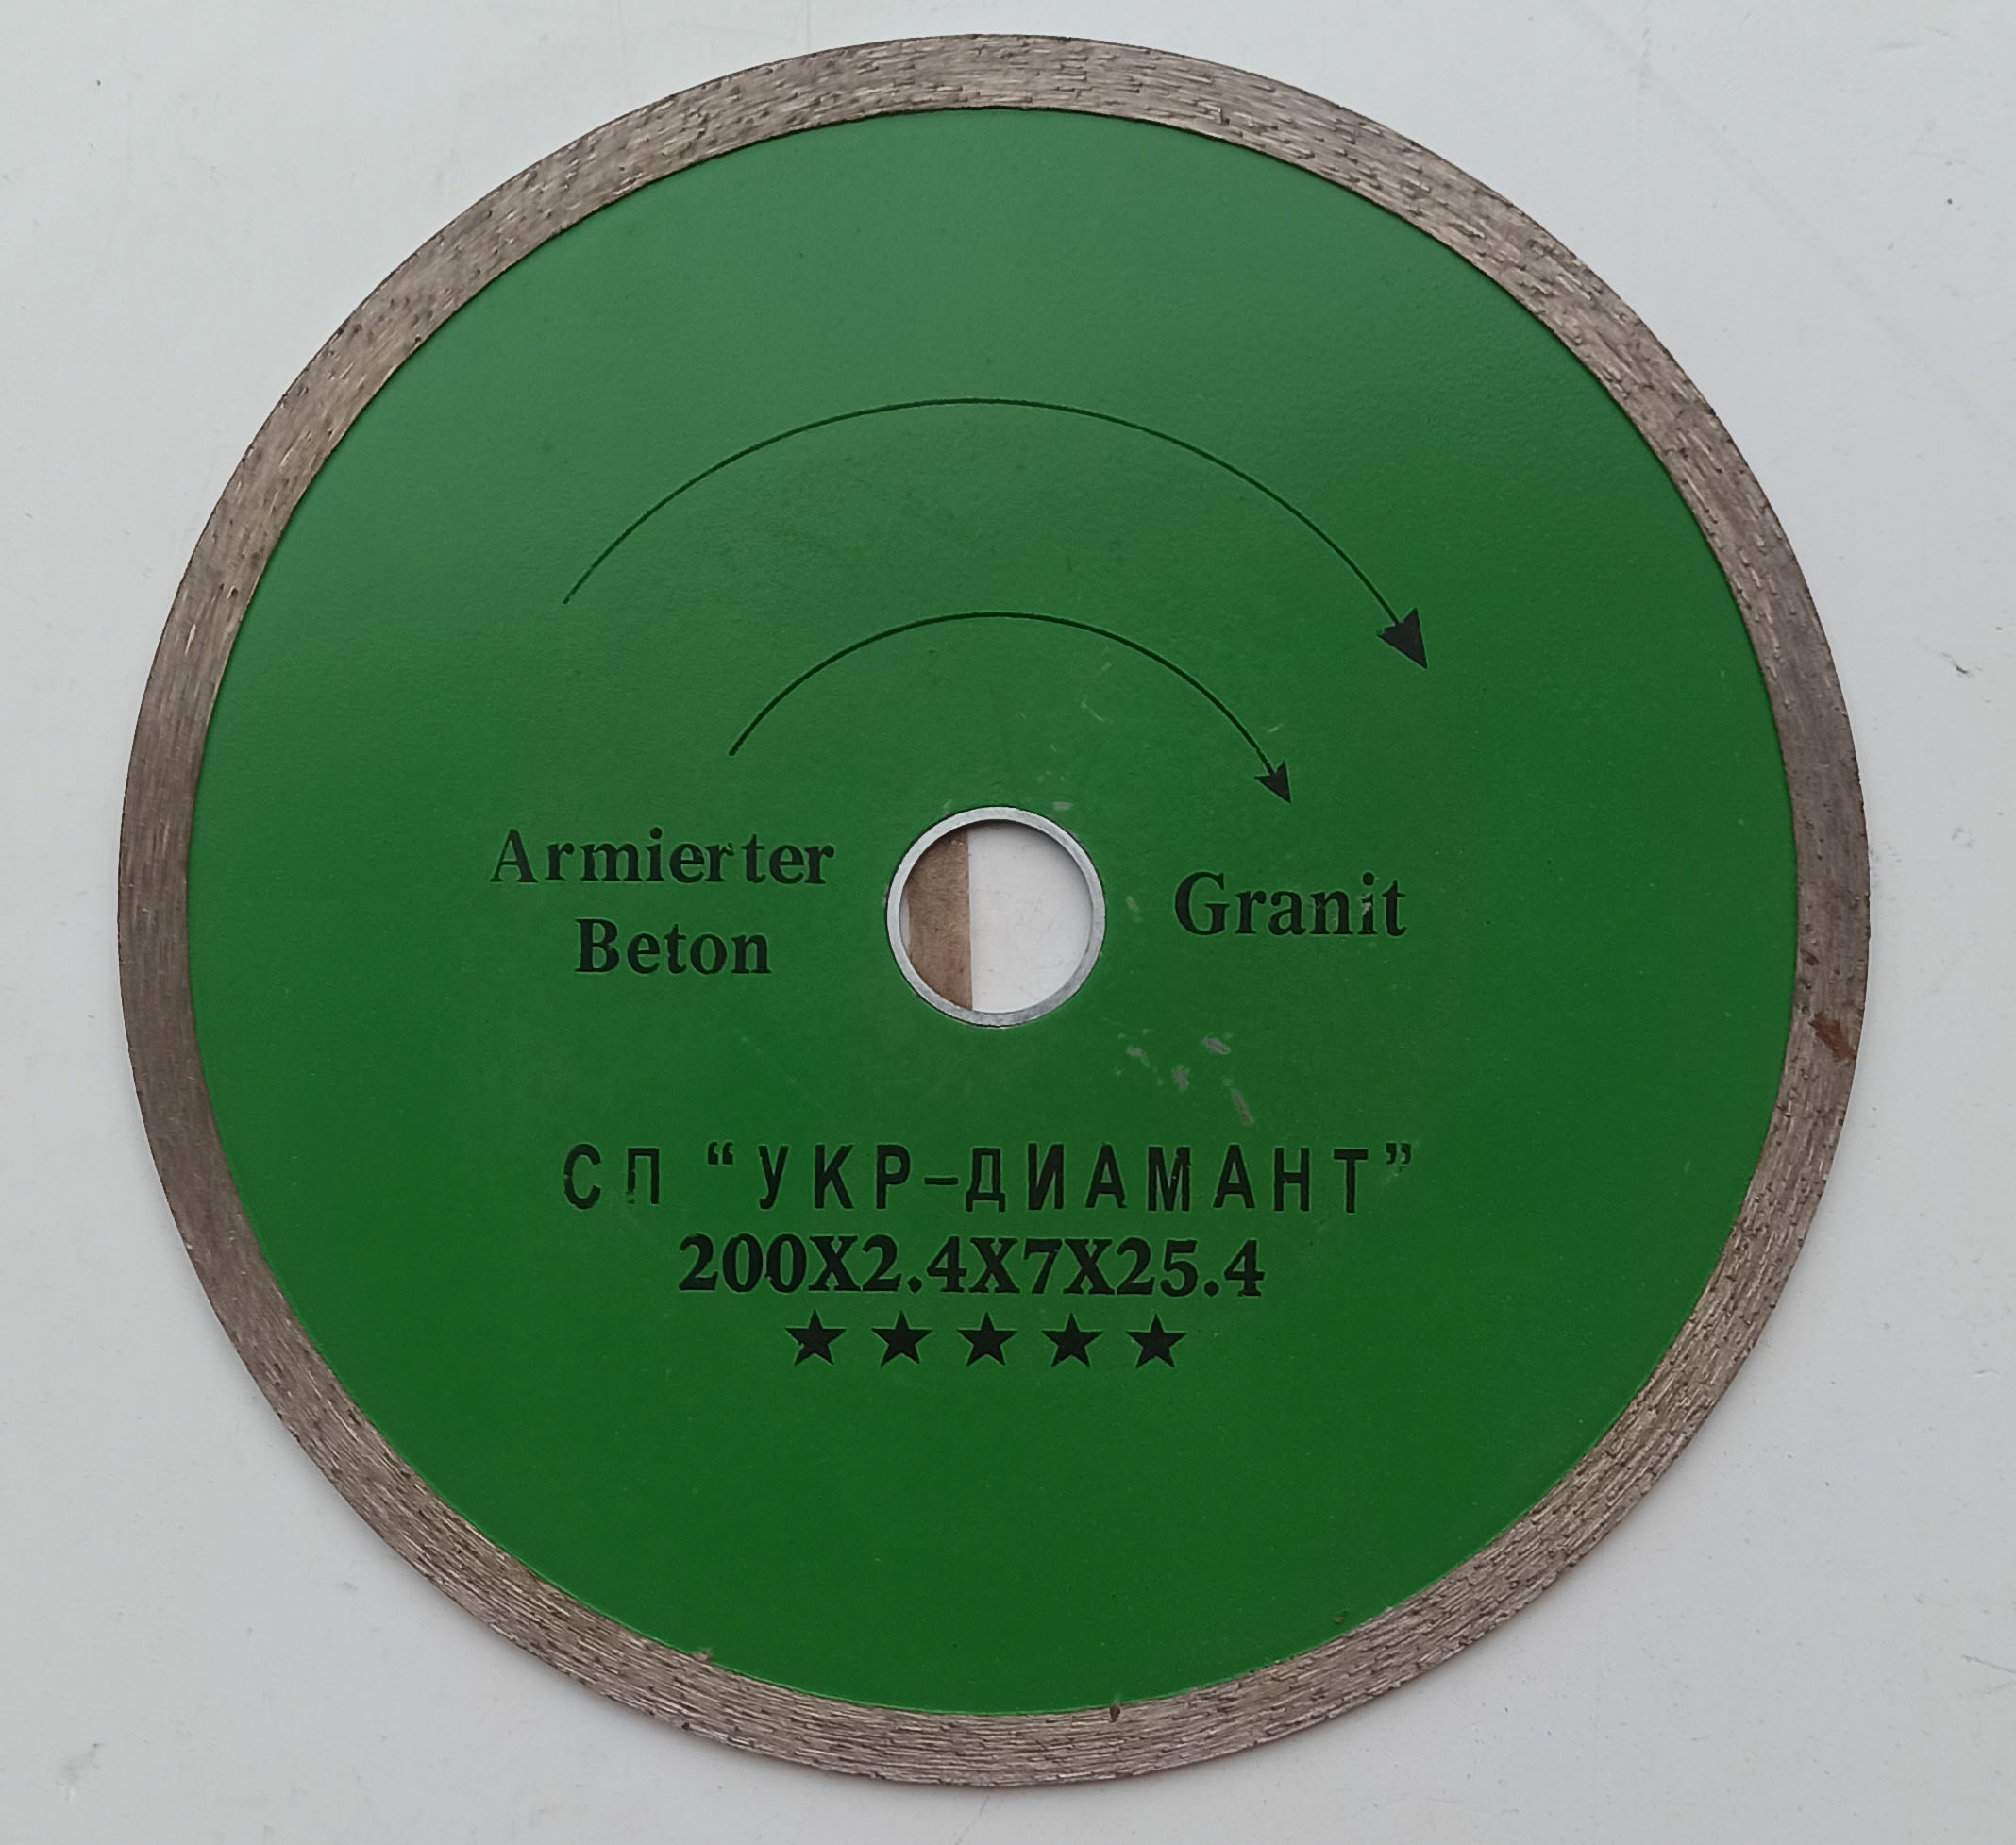 Armierter
Beton
Granit
СП “УКР-ДИАМАНТ”
200X2.4X7X25.4
★★★★★